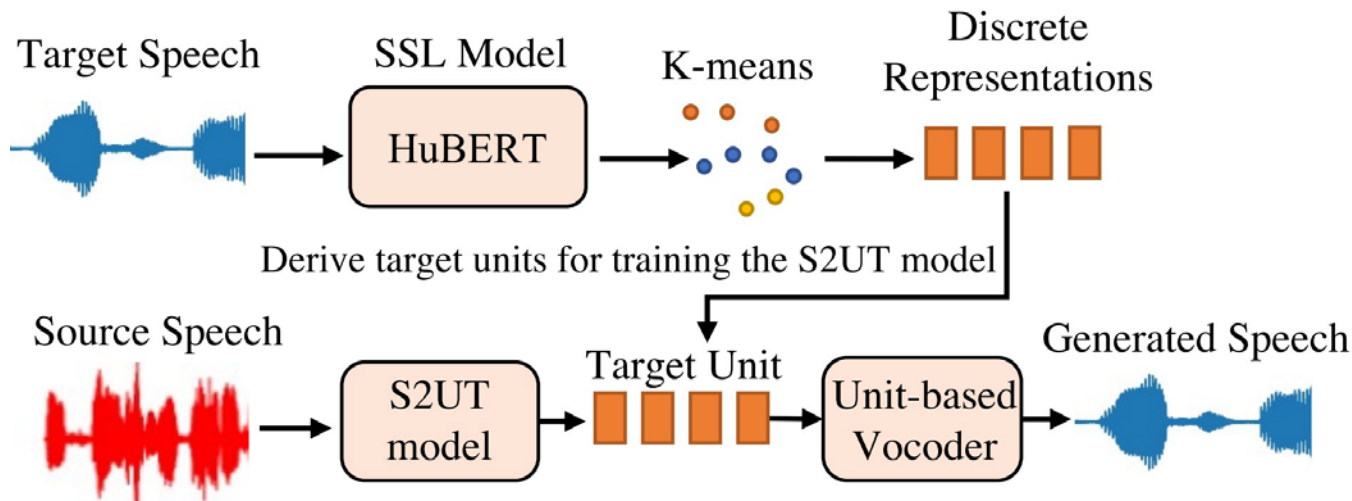 Target Speech
SSL Model
HuBERT
K-means
Discrete
Representations
Derive target units for training the S2UT model
Source Speech
S2UT
model
Target Unit
Unit-based
Vocoder
Generated Speech